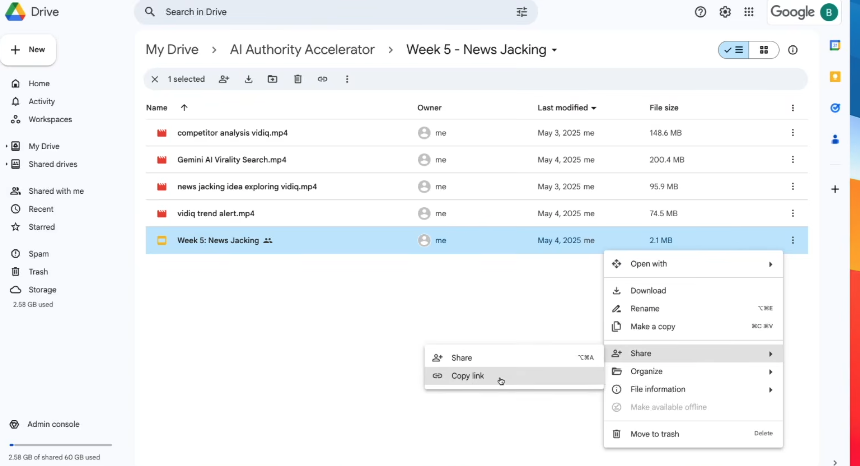 Drive
Search in Drive
Google
B
New
My Drive > AI Authority Accelerator > Week 5 - News Jacking
1 selected
Home
Activity
Workspaces
My Drive
Shared drives
Shared with me
Recent
Starred
Spam
Trash
Storage
2.58 GB used
Admin console
2.58 GB of shared 60 GB used
Name Owner Last modified File size
competitor analysis vidiq.mp4 me May 3, 2025 me 148.6 MB
Gemini AI Virality Search.mp4 me May 4, 2025 me 200.4 MB
news jacking idea exploring vidiq.mp4 me May 3, 2025 me 95.9 MB
vidiq trend alert.mp4 me May 4, 2025 me 74.5 MB
Week 5: News Jacking me May 4, 2025 me 2.1 MB
Open with
Download
Rename ⌥⌘E
Make a copy ⌘C ⌘V
Share
Organize
File information
Make available offline
Move to trash Delete
Share ⌥⌘A
Copy link